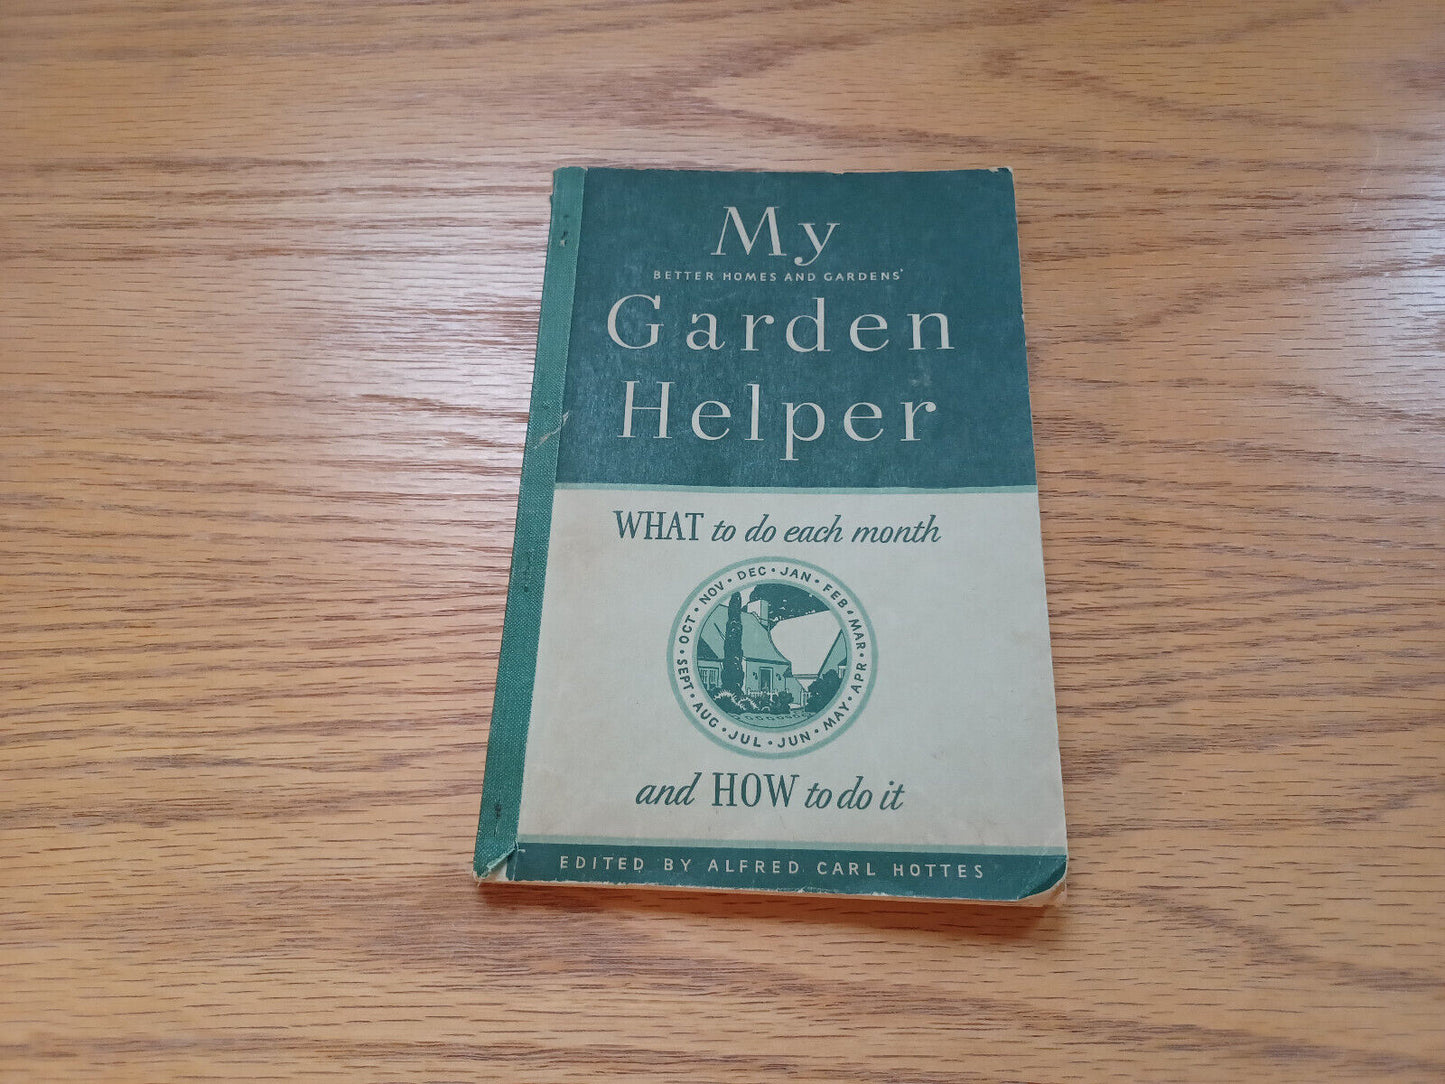 My
BETTER HOMES AND GARDENS'
Garden
Helper
WHAT to do each month
DEC • JAN • FEB • MAR • APR • MAY • JUN • JUL • AUG • SEPT • OCT • NOV •
and HOW to do it
EDITED BY ALFRED CARL HOTTES